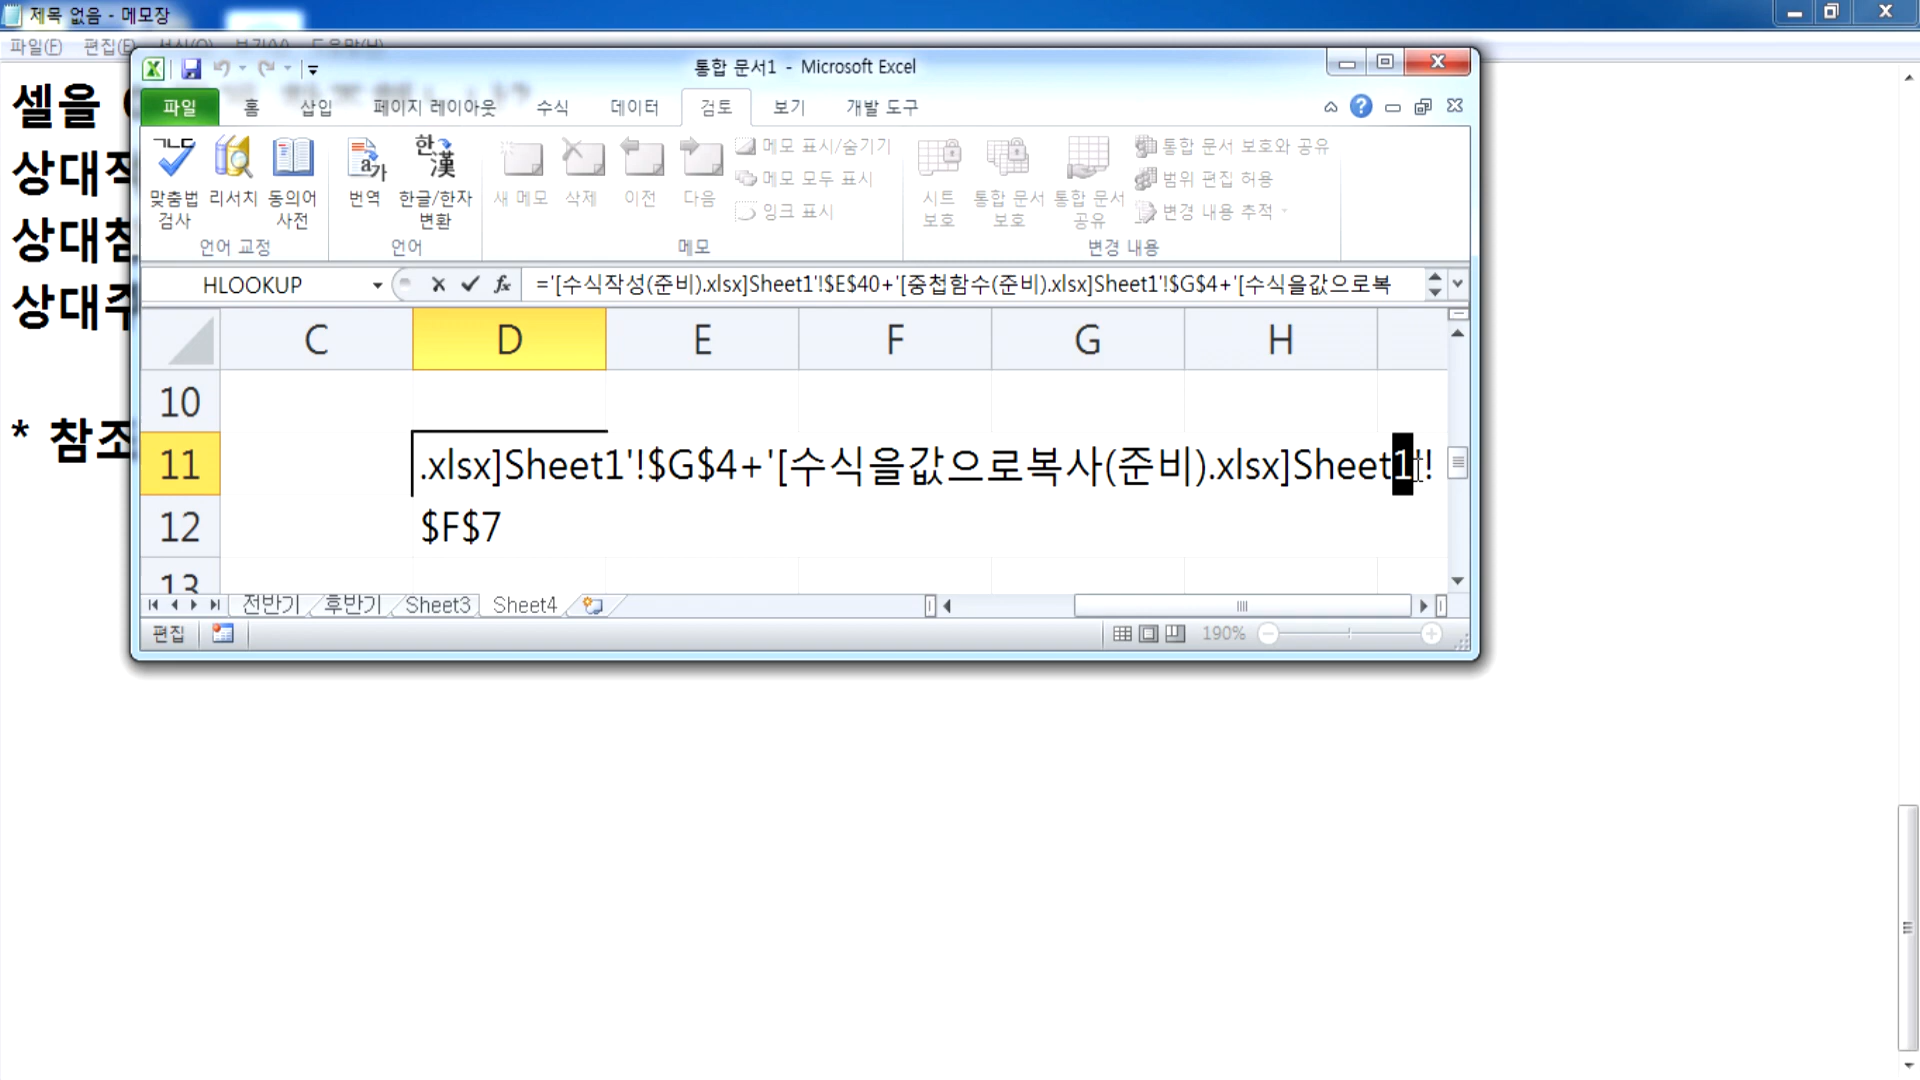 제목 없음 - 메모장
파일(F) 편집(E) 서식(O) 보기(V) 도움말(H)
셀을
상대
상대
상대
* 참조
통합 문서1 - Microsoft Excel
파일 홈 삽입 페이지 레이아웃 수식 데이터 검토 보기 개발 도구
맞춤법 검사 리서치 동의어 사전 번역 한글/한자 변환 새 메모 삭제 이전 다음
메모 표시/숨기기
메모 모두 표시
잉크 표시
시트 보호 통합 문서 보호 통합 문서 공유
통합 문서 보호와 공유
범위 편집 허용
변경 내용 추적
언어 교정 언어 메모 변경 내용
HLOOKUP ='[수식작성(준비).xlsx]Sheet1'!$E$40+'[중첩함수(준비).xlsx]Sheet1'!$G$4+'[수식을값으로복
C D E F G H
10
11 .xlsx]Sheet1'!$G$4+'[수식을값으로복사(준비).xlsx]Sheet1'!
12 $F$7
13
전반기 후반기 Sheet3 Sheet4
편집 190%